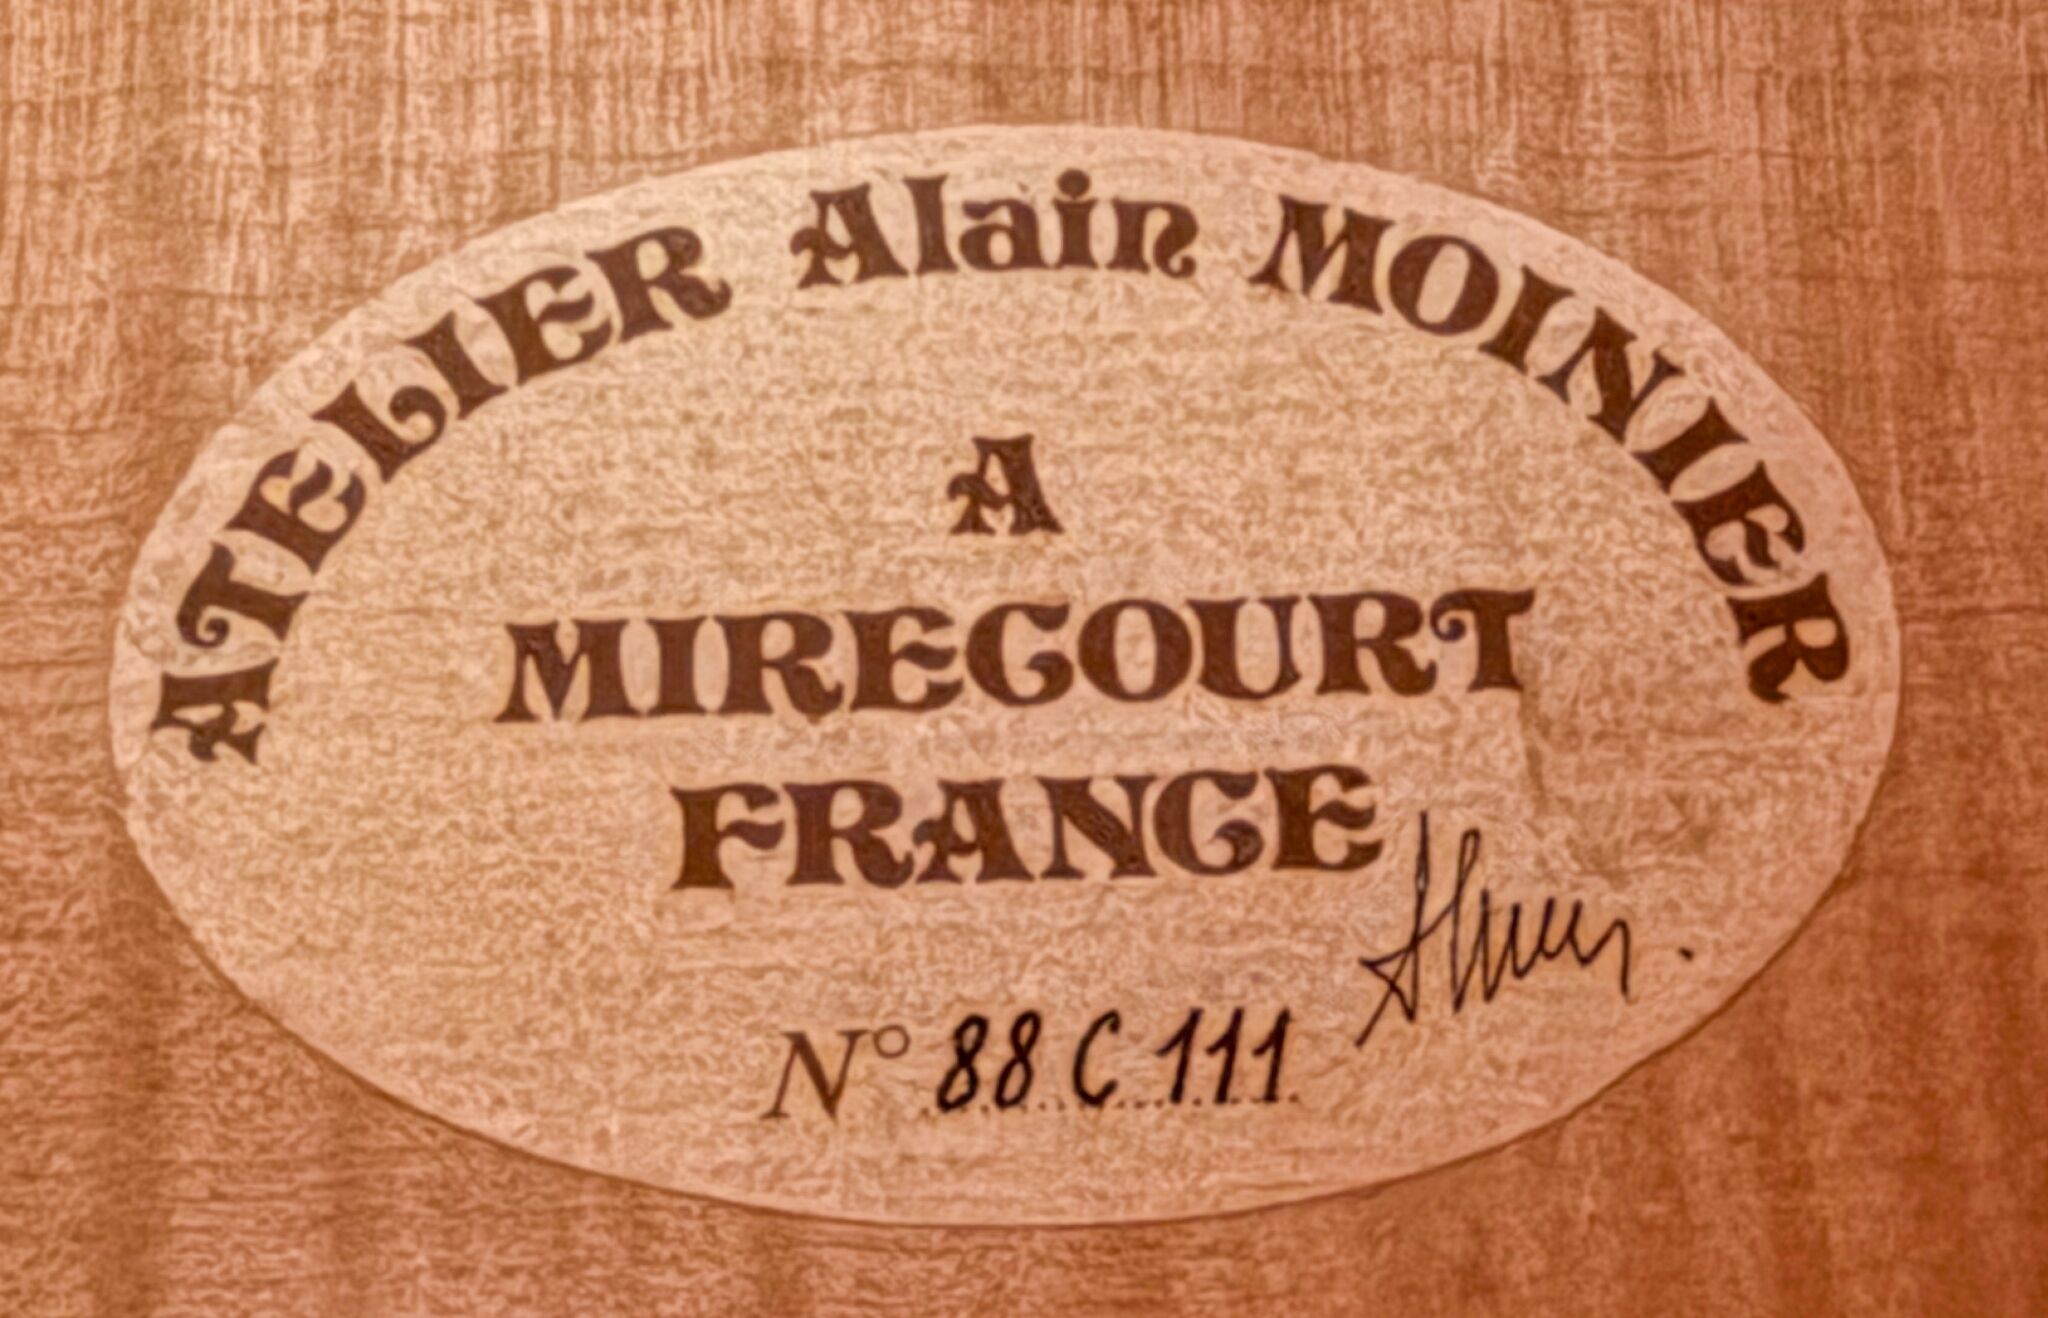 ATELIER Alain MOINIER
A
MIRECOURT
FRANCE
N° 88 C 111